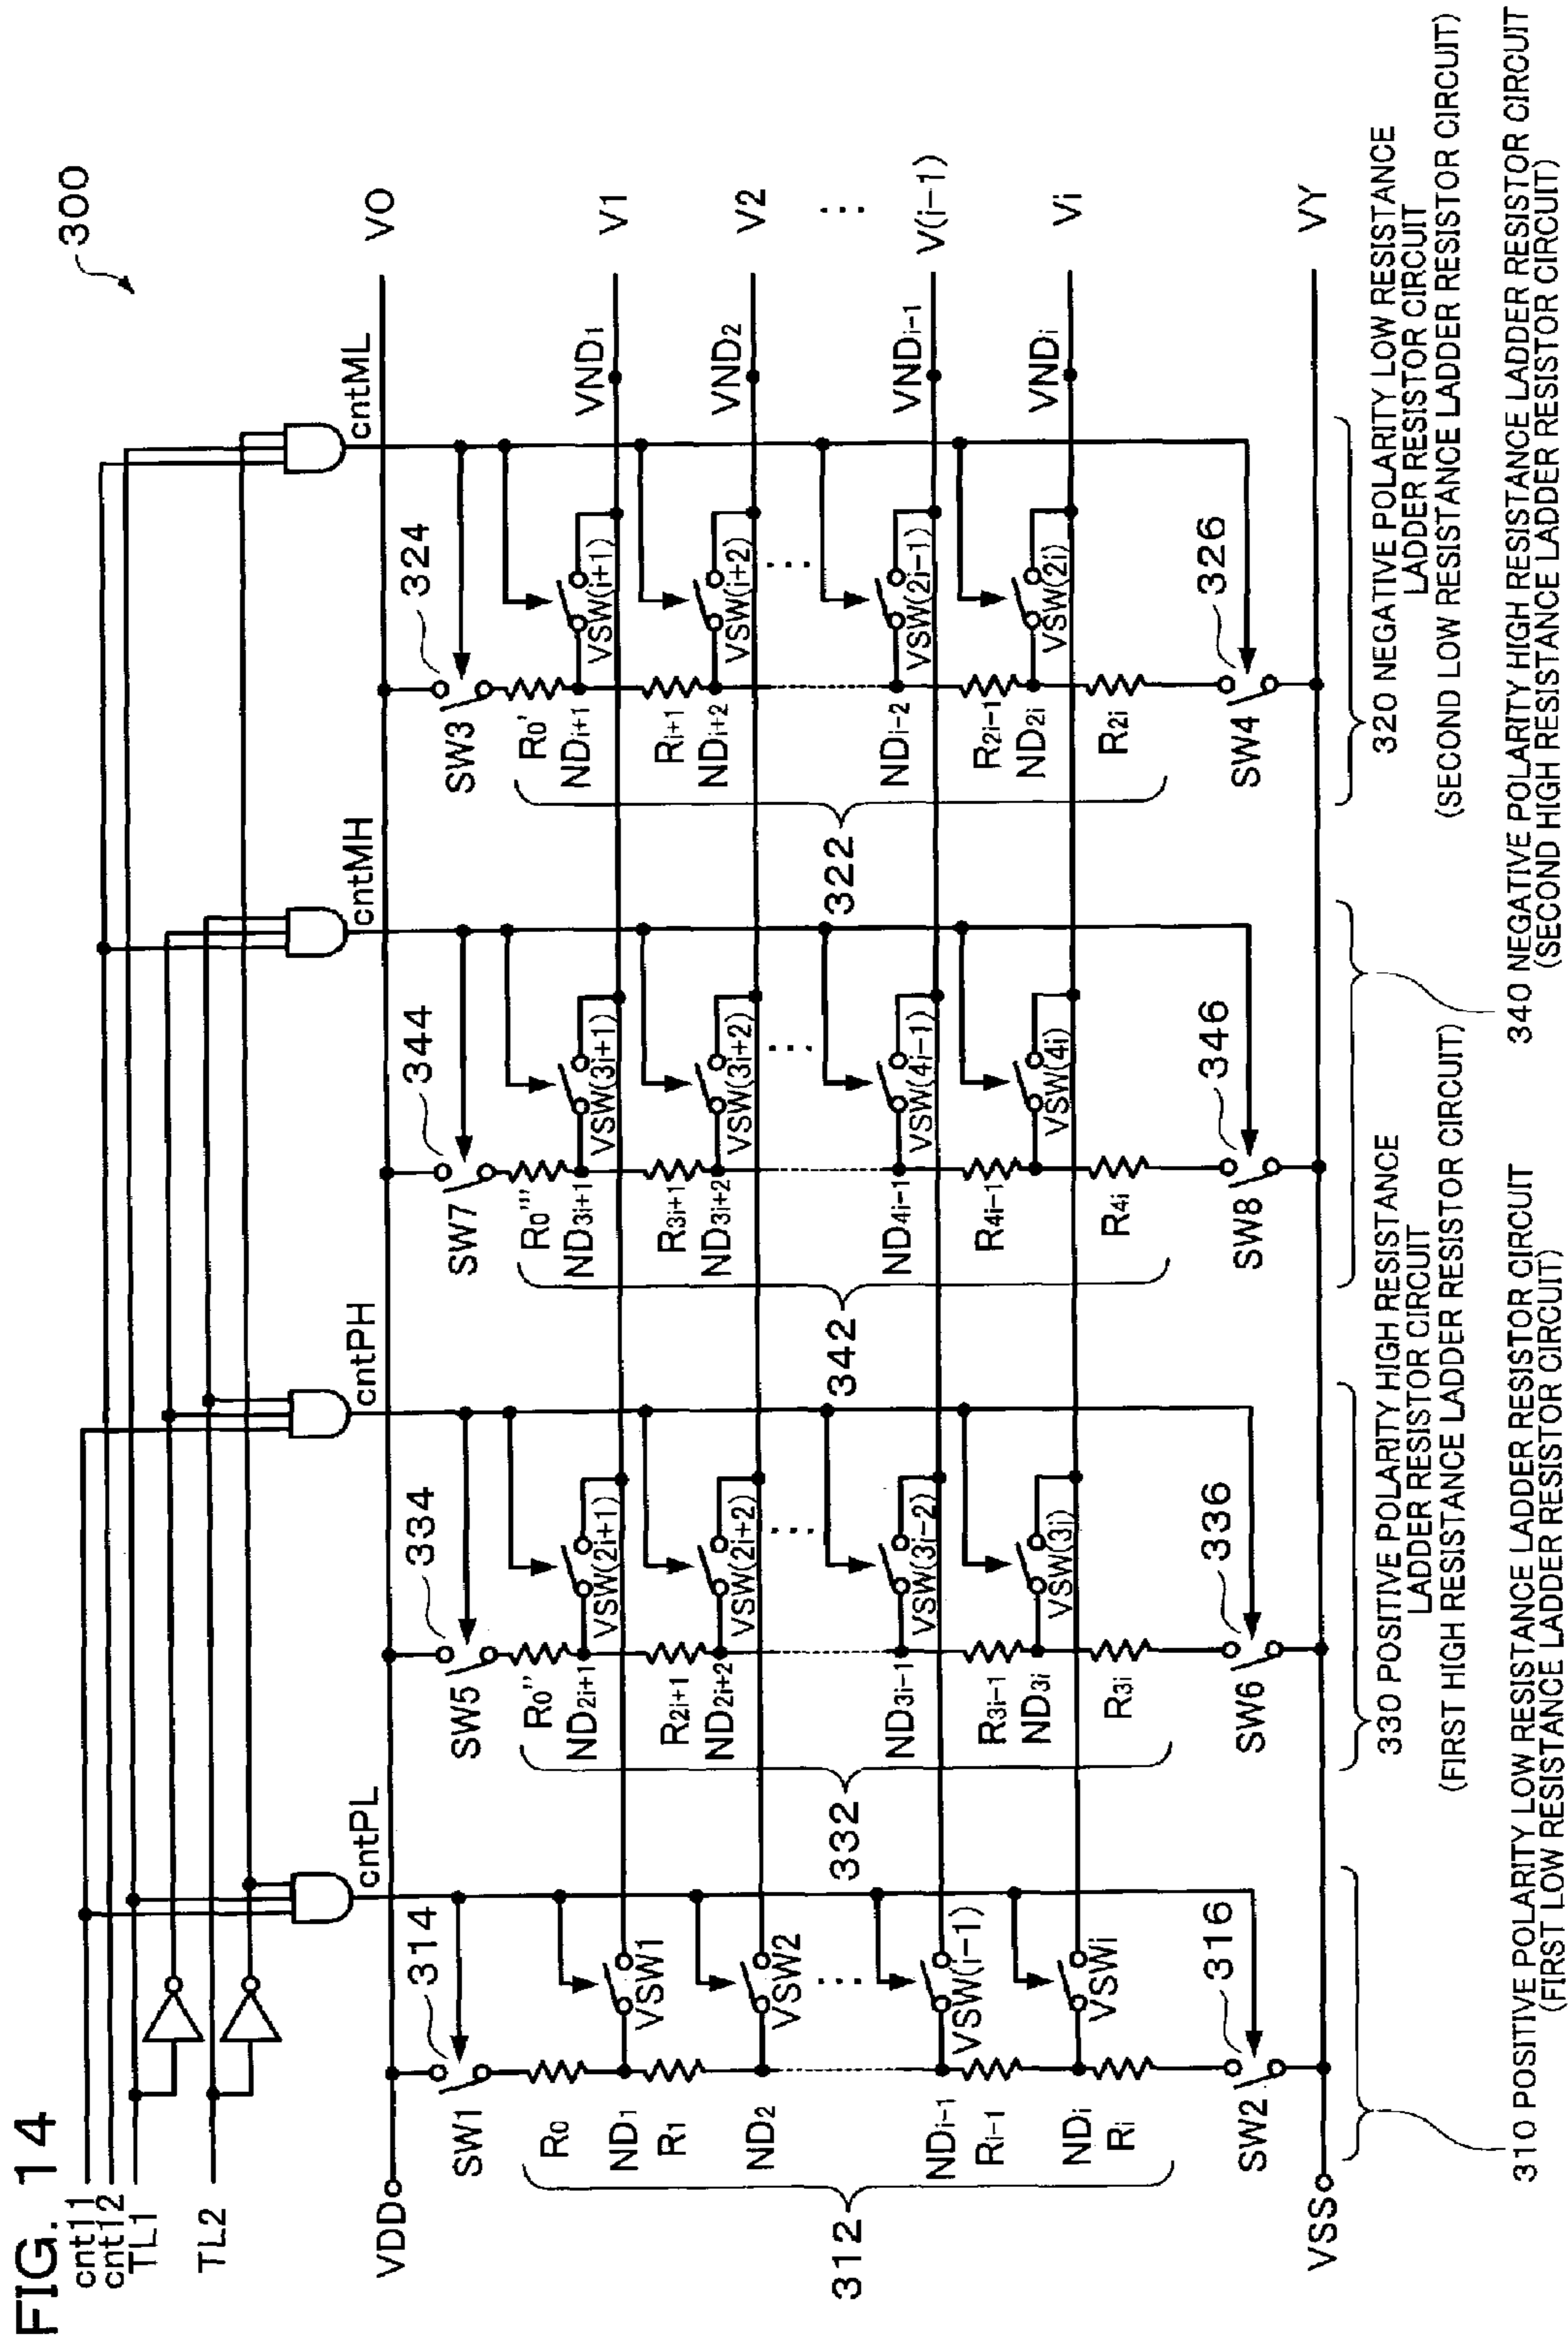 FIG. 14
300
cnt11
cnt12
TL1
TL2
cntPL
cntPH
cntMH
cntML
VDD
VO
314
334
344
324
SW1
SW5
SW7
SW3
R0
R0''
R0'''
R0'
ND1
VSW1
ND2i+1
VSW(2i+1)
ND3i+1
VSW(3i+1)
NDi+1
VSW(i+1)
VND1
V1
R1
R2i+1
R3i+1
Ri+1
ND2
VSW2
ND2i+2
VSW(2i+2)
ND3i+2
VSW(3i+2)
NDi+2
VSW(i+2)
VND2
V2
312
332
342
322
...
...
...
...
...
NDi-1
VSW(i-1)
ND3i-1
VSW(3i-2)
ND4i-1
VSW(4i-1)
NDi-2
VSW(2i-1)
VNDi-1
V(i-1)
Ri-1
R3i-1
R4i-1
R2i-1
NDi
VSWi
ND3i
VSW(3i)
VSW(4i)
ND2i
VSW(2i)
VNDi
Vi
Ri
R3i
R4i
R2i
316
336
346
326
SW2
SW6
SW8
SW4
VSS
VY
320 NEGATIVE POLARITY LOW RESISTANCE
LADDER RESISTOR CIRCUIT
(SECOND LOW RESISTANCE LADDER RESISTOR CIRCUIT)
330 POSITIVE POLARITY HIGH RESISTANCE
LADDER RESISTOR CIRCUIT
(FIRST HIGH RESISTANCE LADDER RESISTOR CIRCUIT)
340 NEGATIVE POLARITY HIGH RESISTANCE LADDER RESISTOR CIRCUIT
(SECOND HIGH RESISTANCE LADDER RESISTOR CIRCUIT)
310 POSITIVE POLARITY LOW RESISTANCE LADDER RESISTOR CIRCUIT
(FIRST LOW RESISTANCE LADDER RESISTOR CIRCUIT)